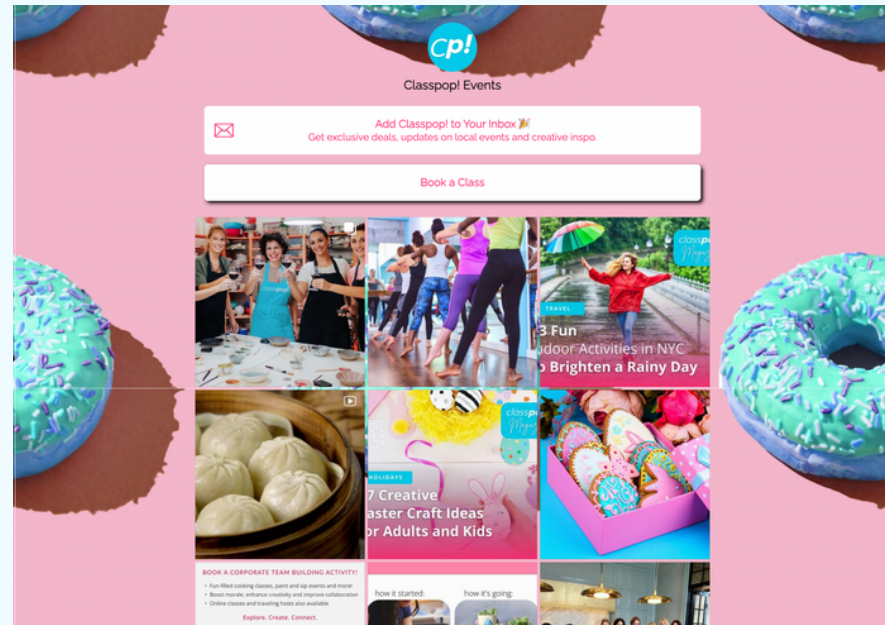 Cp!
Classpop! Events
Add Classpop! to Your Inbox 🎉
Get exclusive deals, updates on local events and creative inspo.
Book a Class
classpo
Maga
TRAVEL
3 Fun
door Activities in NYC
o Brighten a Rainy Day
classpo
Maga
HOLIDAYS
7 Creative
aster Craft Ideas
or Adults and Kids
BOOK A CORPORATE TEAM BUILDING ACTIVITY!
• Fun-filled cooking classes, paint and sip events and more!
• Boost morale, enhance creativity and improve collaboration
• Online classes and traveling hosts also available
Explore. Create. Connect.
how it started:
how it's going: